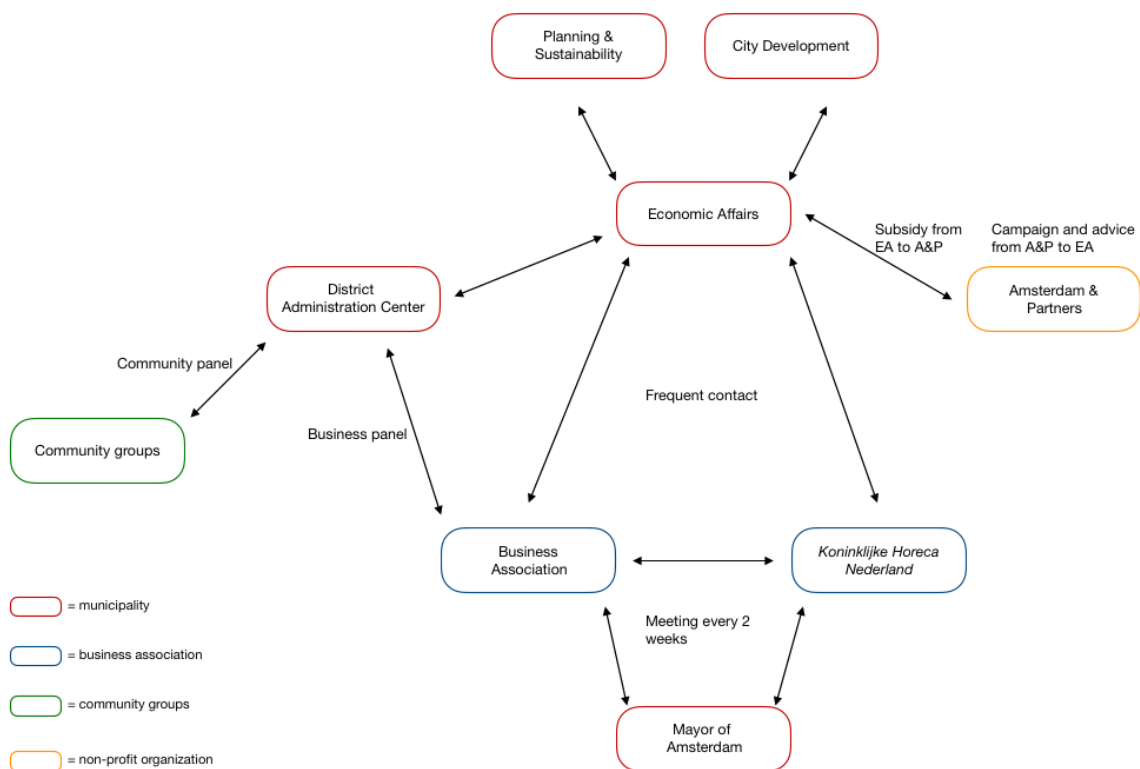 Planning &
Sustainability
City Development
Economic Affairs
Subsidy from
EA to A&P
Campaign and advice
from A&P to EA
District
Administration Center
Amsterdam &
Partners
Community panel
Frequent contact
Business panel
Community groups
Business
Association
Koninklijke Horeca
Nederland
= municipality
Meeting every 2
weeks
= business association
= community groups
Mayor of
Amsterdam
= non-profit organization